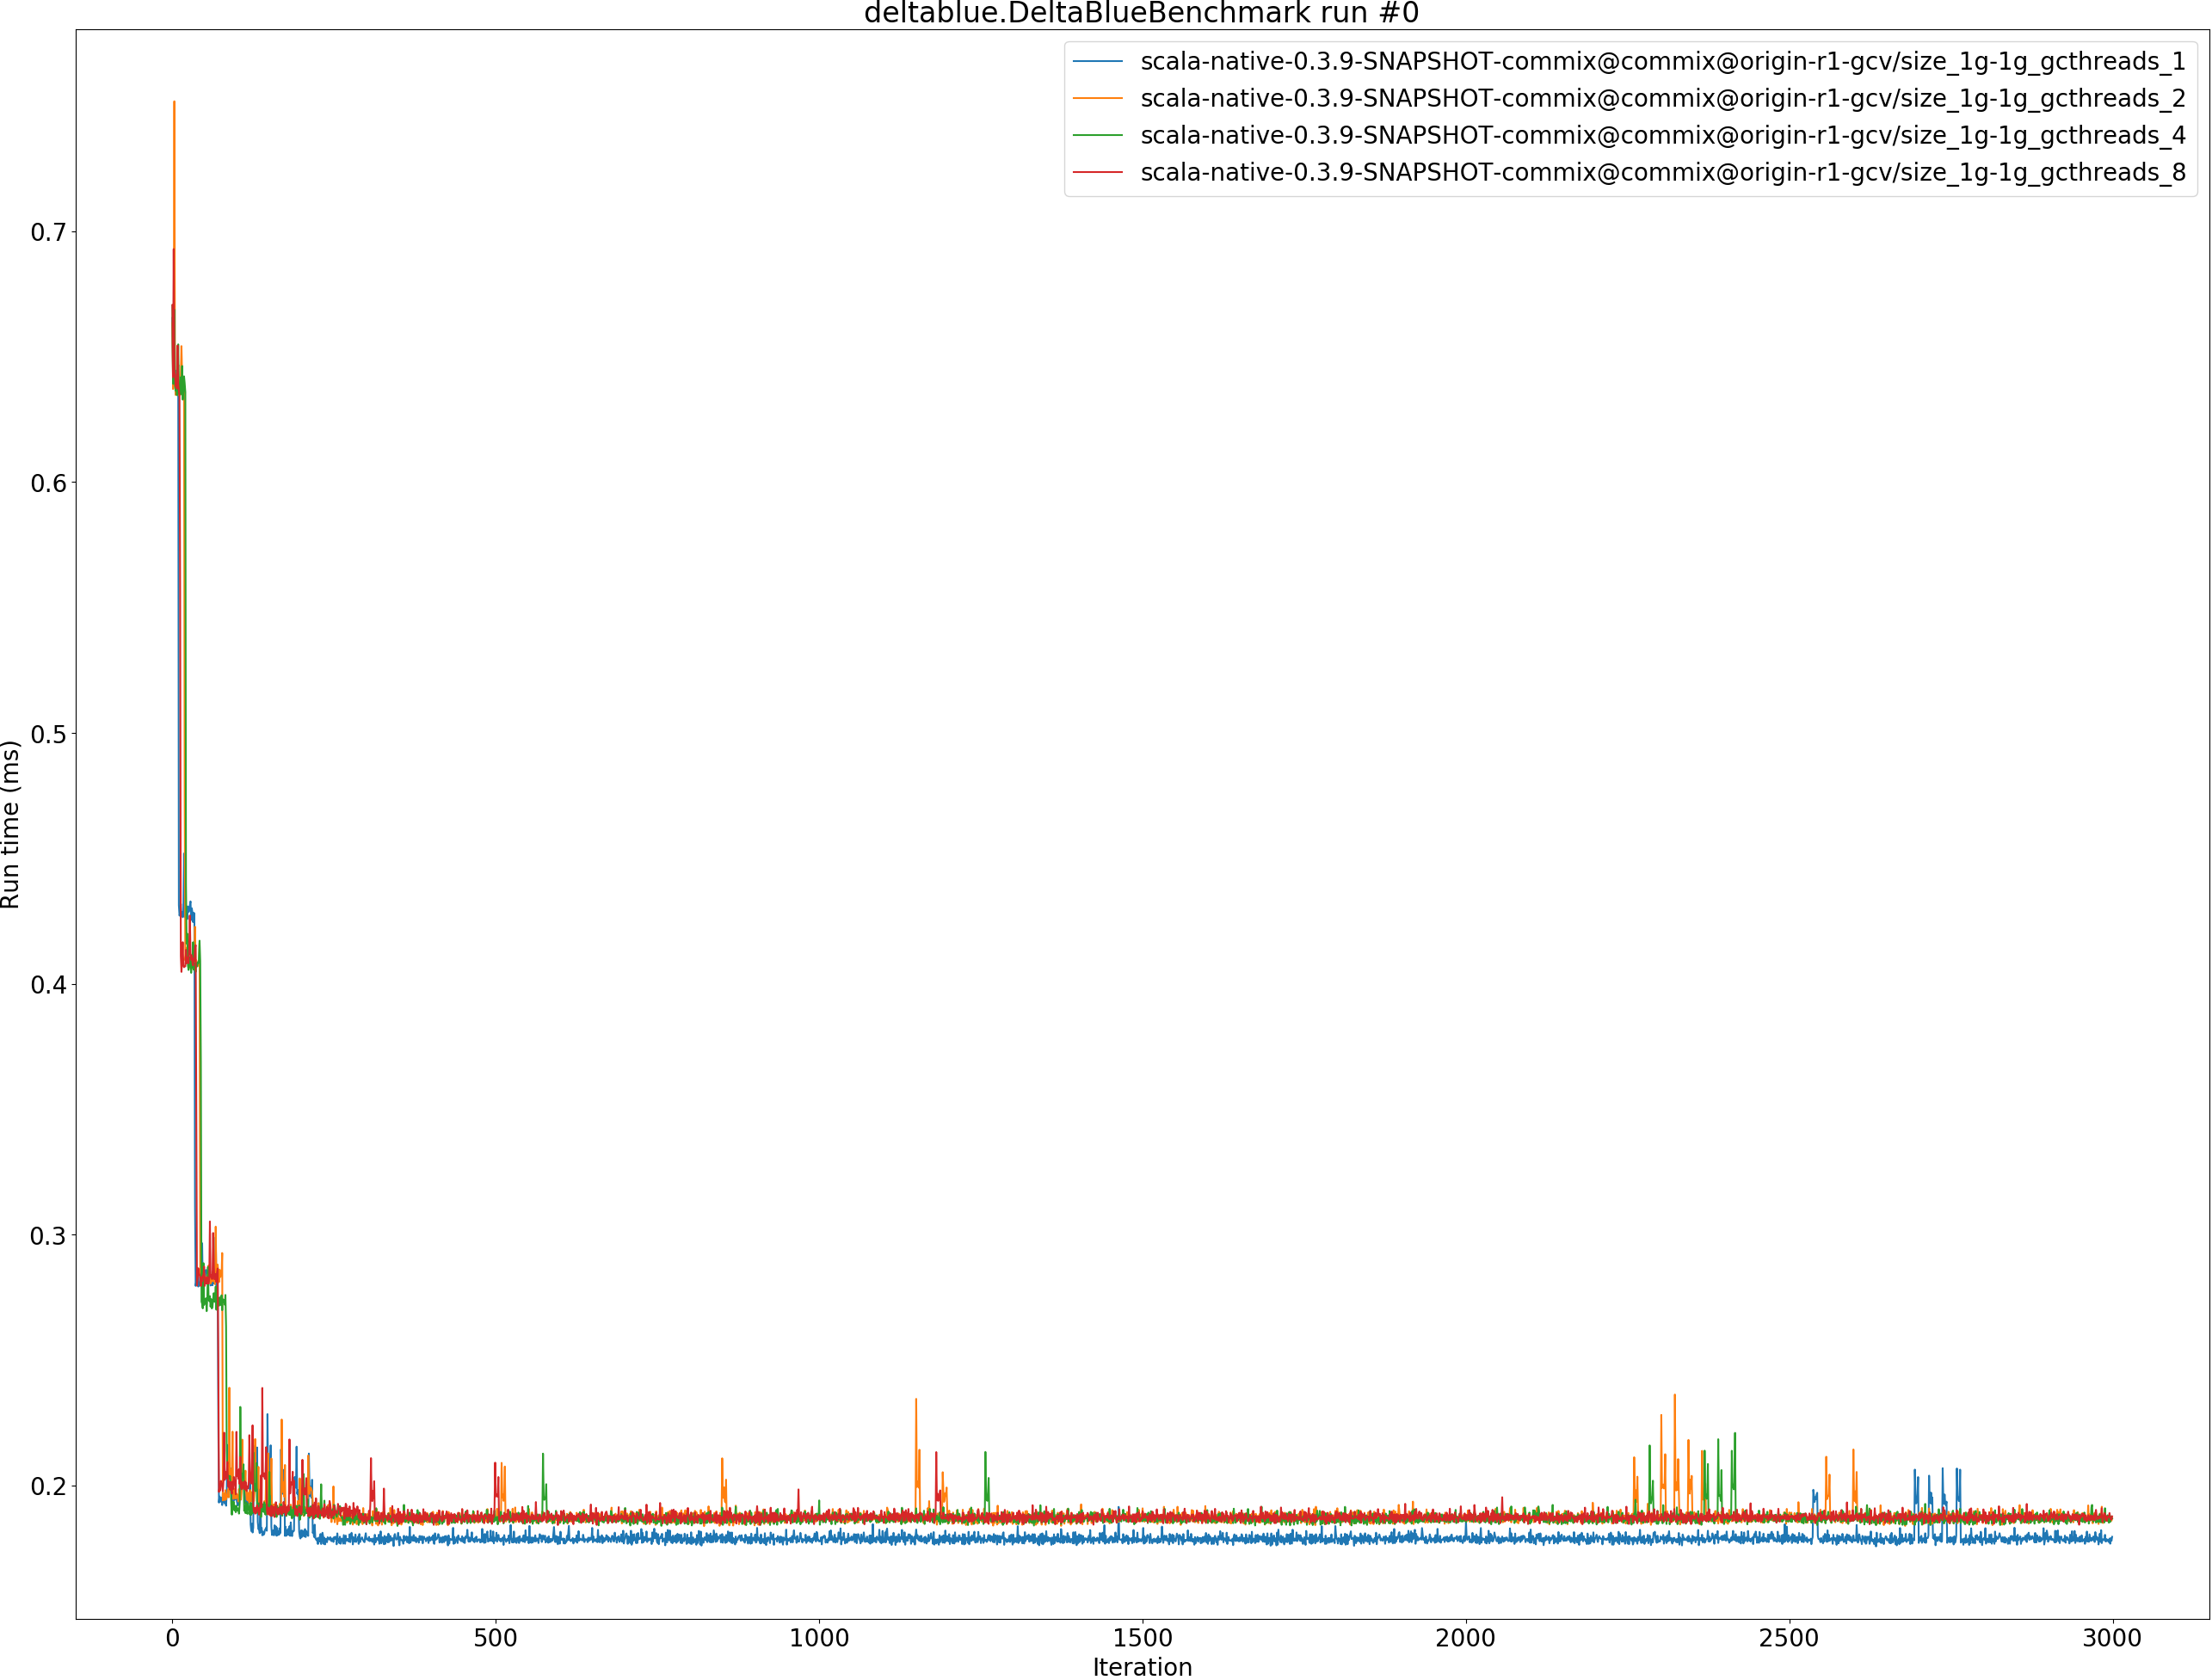 deltablue.DeltaBlueBenchmark run #0
scala-native-0.3.9-SNAPSHOT-commix@commix@origin-r1-gcv/size_1g-1g_gcthreads_1
scala-native-0.3.9-SNAPSHOT-commix@commix@origin-r1-gcv/size_1g-1g_gcthreads_2
scala-native-0.3.9-SNAPSHOT-commix@commix@origin-r1-gcv/size_1g-1g_gcthreads_4
scala-native-0.3.9-SNAPSHOT-commix@commix@origin-r1-gcv/size_1g-1g_gcthreads_8
Run time (ms)
0.7
0.6
0.5
0.4
0.3
0.2
0 500 1000 1500 2000 2500 3000
Iteration